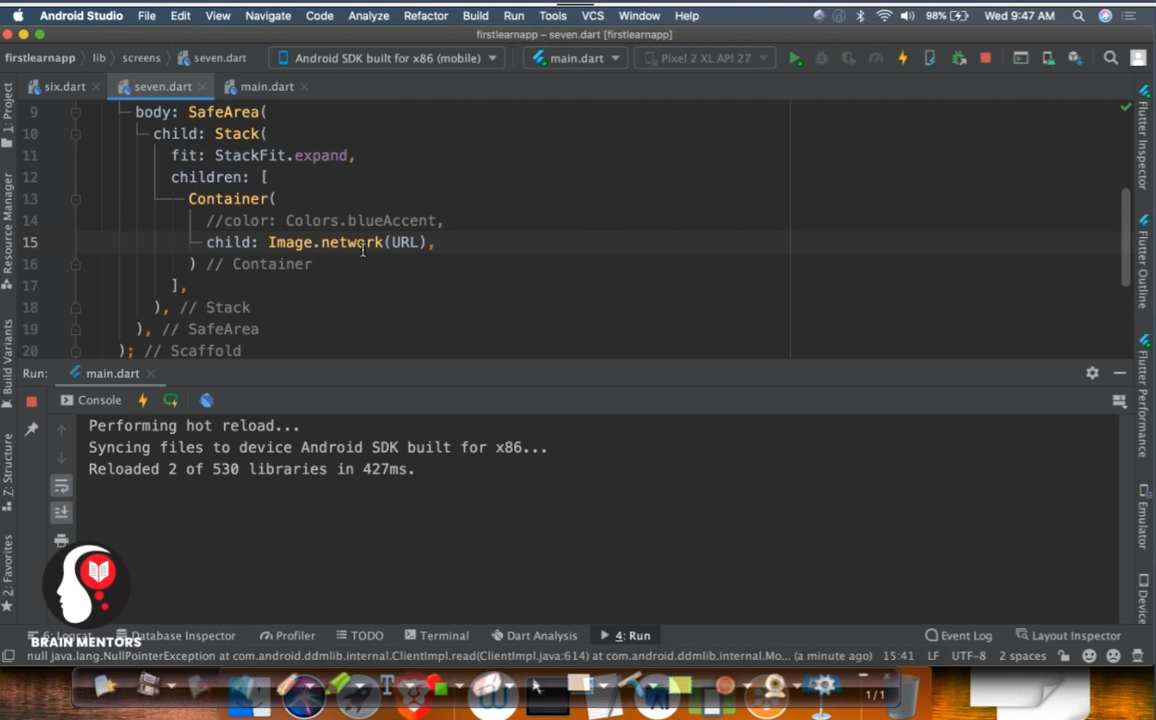 Android Studio File Edit View Navigate Code Analyze Refactor Build Run Tools VCS Window Help 98% Wed 9:47 AM
firstlearnapp – seven.dart [firstlearnapp]
firstlearnapp lib screens seven.dart Android SDK built for x86 (mobile) main.dart Pixel 2 XL API 27
six.dart seven.dart main.dart
9 body: SafeArea(
10 child: Stack(
11 fit: StackFit.expand,
12 children: [
13 Container(
14 //color: Colors.blueAccent,
15 child: Image.network(URL),
16 ) // Container
17 ],
18 ), // Stack
19 ), // SafeArea
20 ); // Scaffold
1: Project
Resource Manager
Build Variants
7: Structure
2: Favorites
Flutter Inspector
Flutter Outline
Flutter Performance
Emulator
Device
Run: main.dart
Console
Performing hot reload...
Syncing files to device Android SDK built for x86...
Reloaded 2 of 530 libraries in 427ms.
BRAIN MENTORS
6: Logcat Database Inspector Profiler TODO Terminal Dart Analysis 4: Run Event Log Layout Inspector
null java.lang.NullPointerException at com.android.ddmlib.internal.ClientImpl.read(ClientImpl.java:614) at com.android.ddmlib.internal.Mo... (a minute ago) 15:41 LF UTF-8 2 spaces
1/1